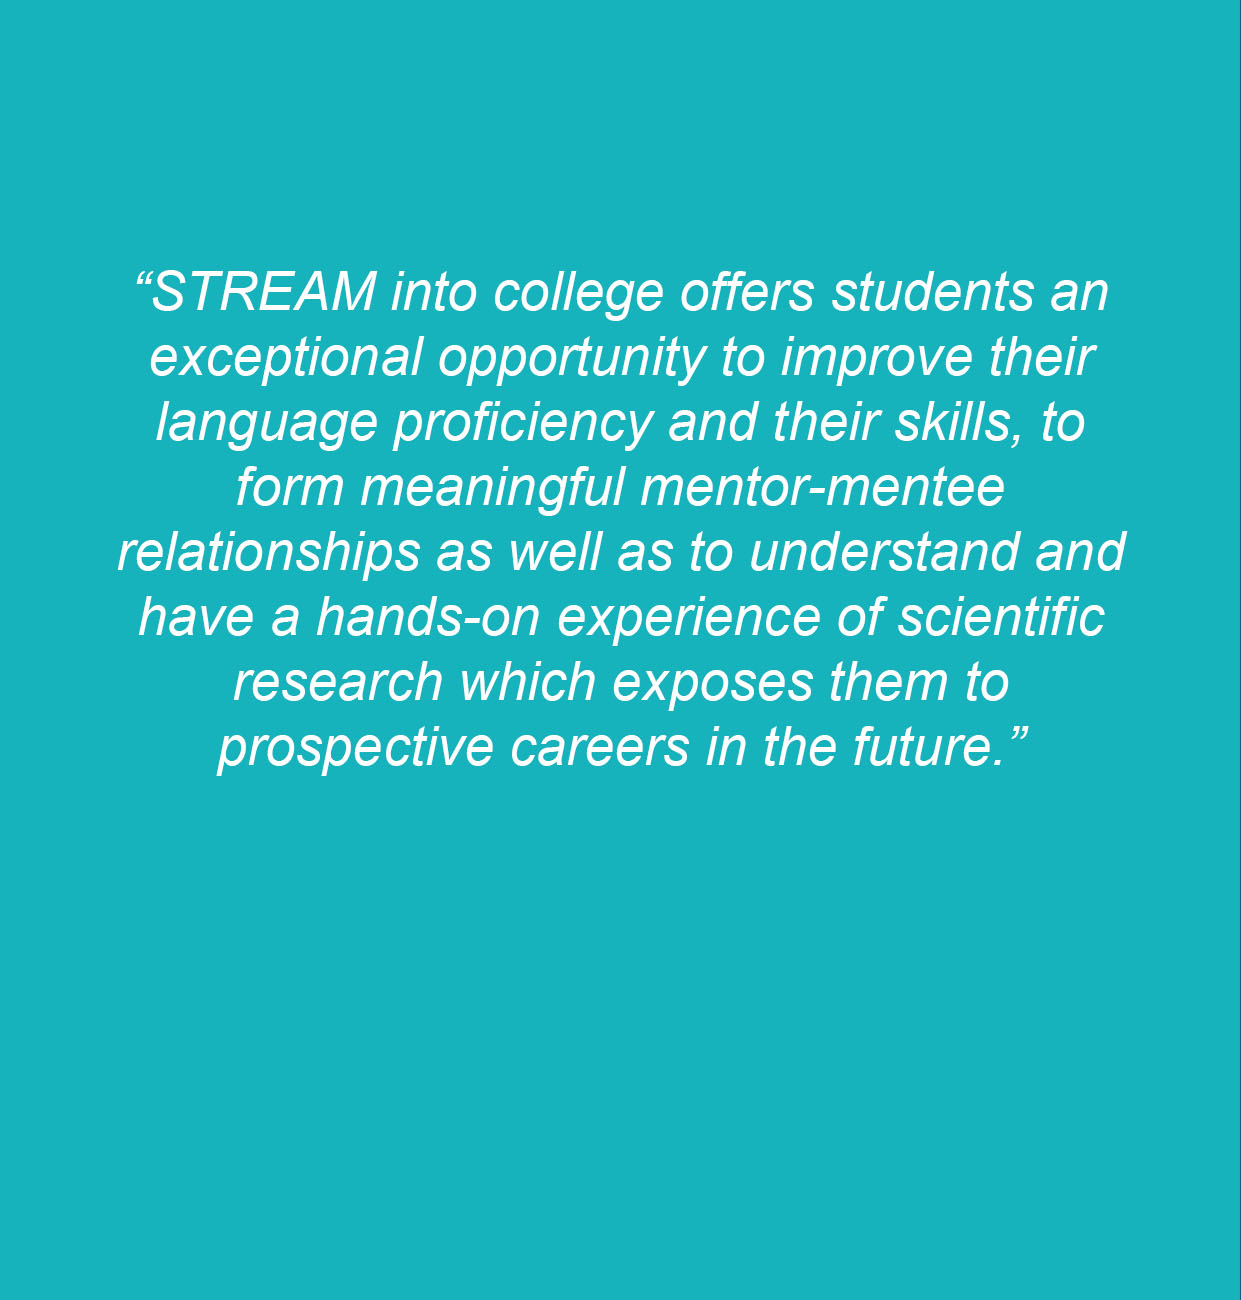 “STREAM into college offers students an
exceptional opportunity to improve their
language proficiency and their skills, to
form meaningful mentor-mentee
relationships as well as to understand and
have a hands-on experience of scientific
research which exposes them to
prospective careers in the future.”